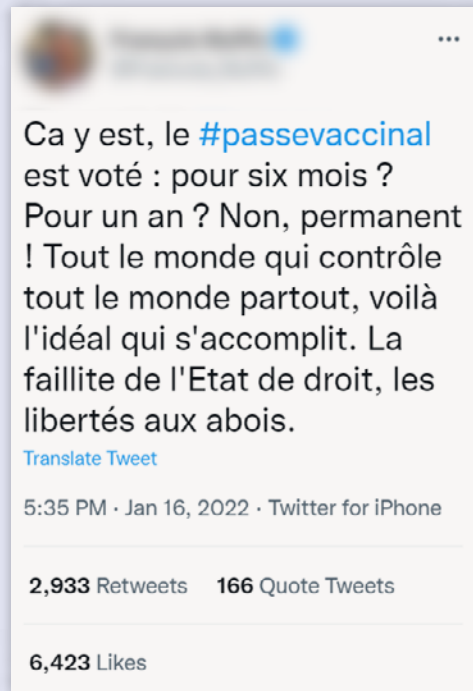 Ca y est, le #passevaccinal
est voté : pour six mois ?
Pour un an ? Non, permanent
! Tout le monde qui contrôle
tout le monde partout, voilà
l'idéal qui s'accomplit. La
faillite de l'Etat de droit, les
libertés aux abois.
Translate Tweet
5:35 PM · Jan 16, 2022 · Twitter for iPhone
2,933 Retweets 166 Quote Tweets
6,423 Likes